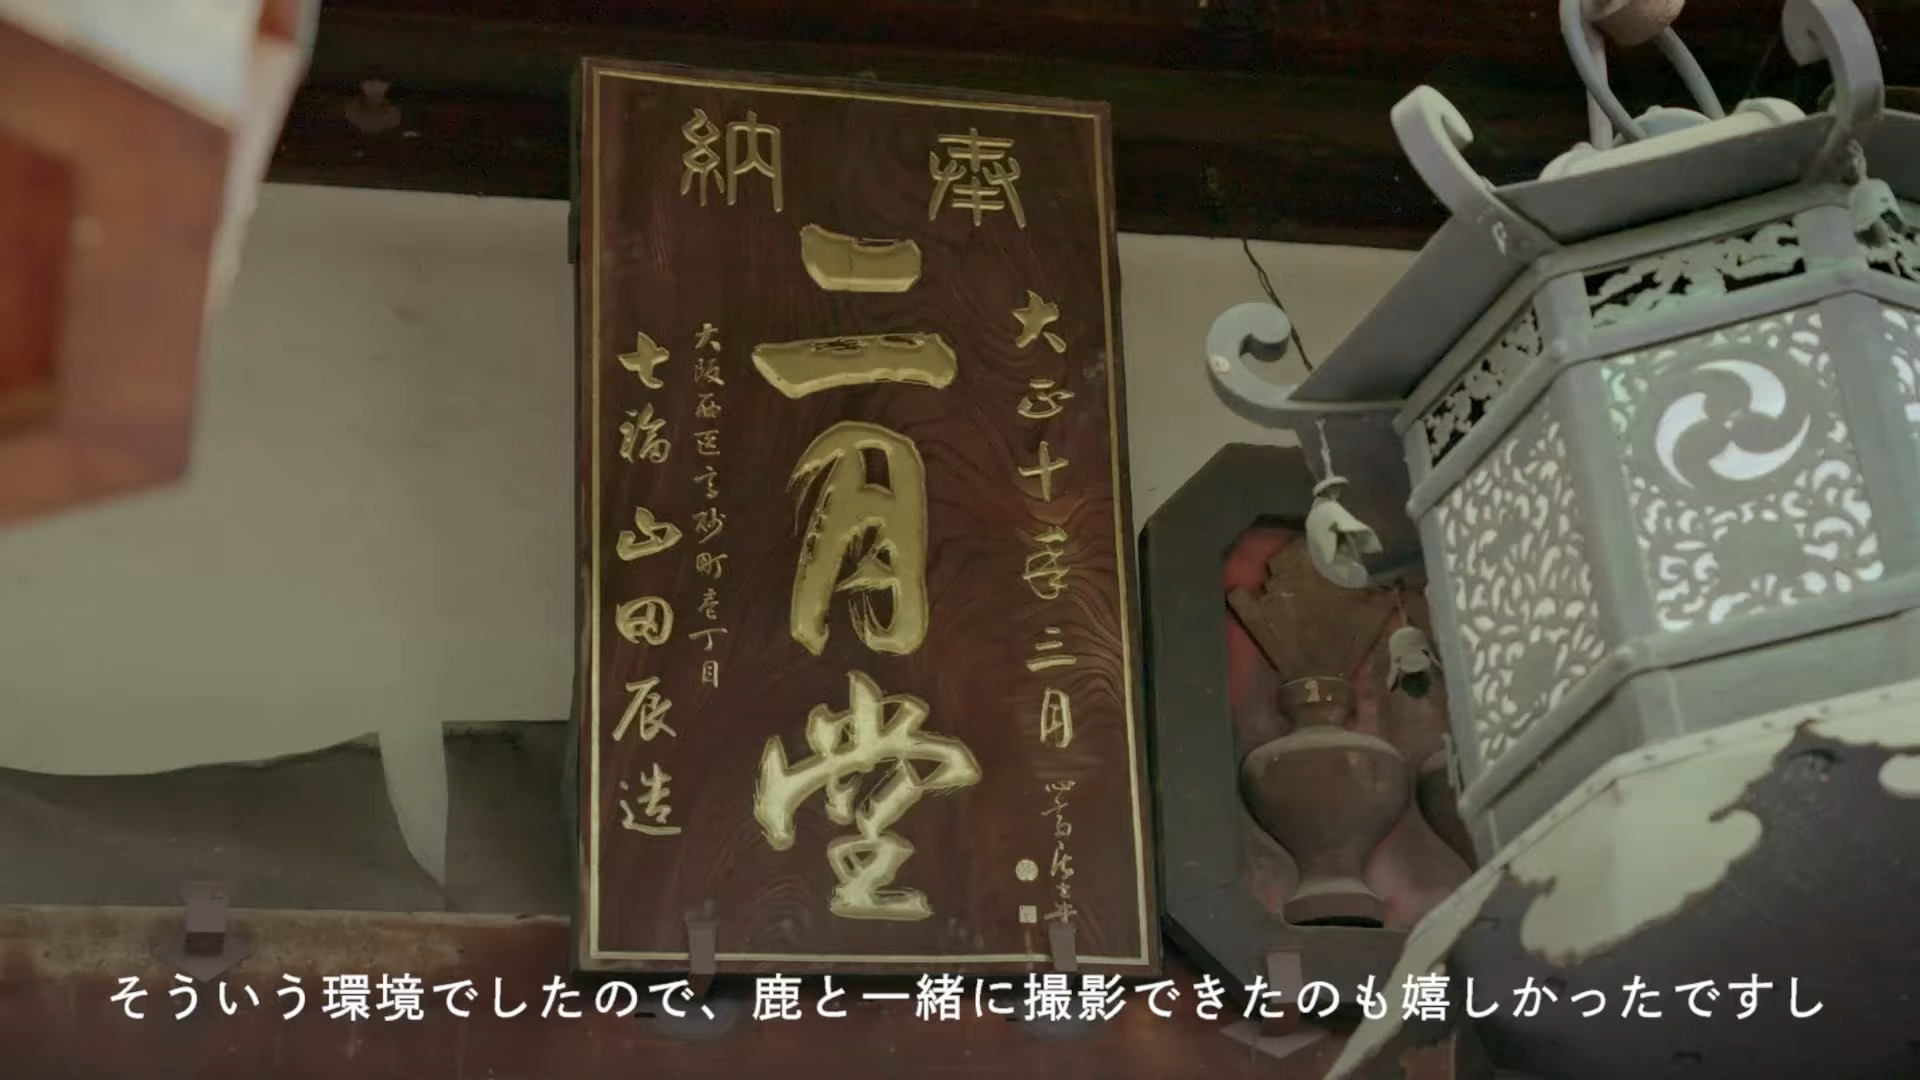 奉納
大正十年三月
二月堂
大阪西区高砂町壱丁目
七福 山田辰造
そういう環境でしたので、鹿と一緒に撮影できたのも嬉しかったですし